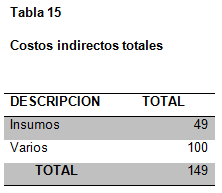 Tabla 15
Costos indirectos totales
DESCRIPCION TOTAL
Insumos 49
Varios 100
TOTAL 149